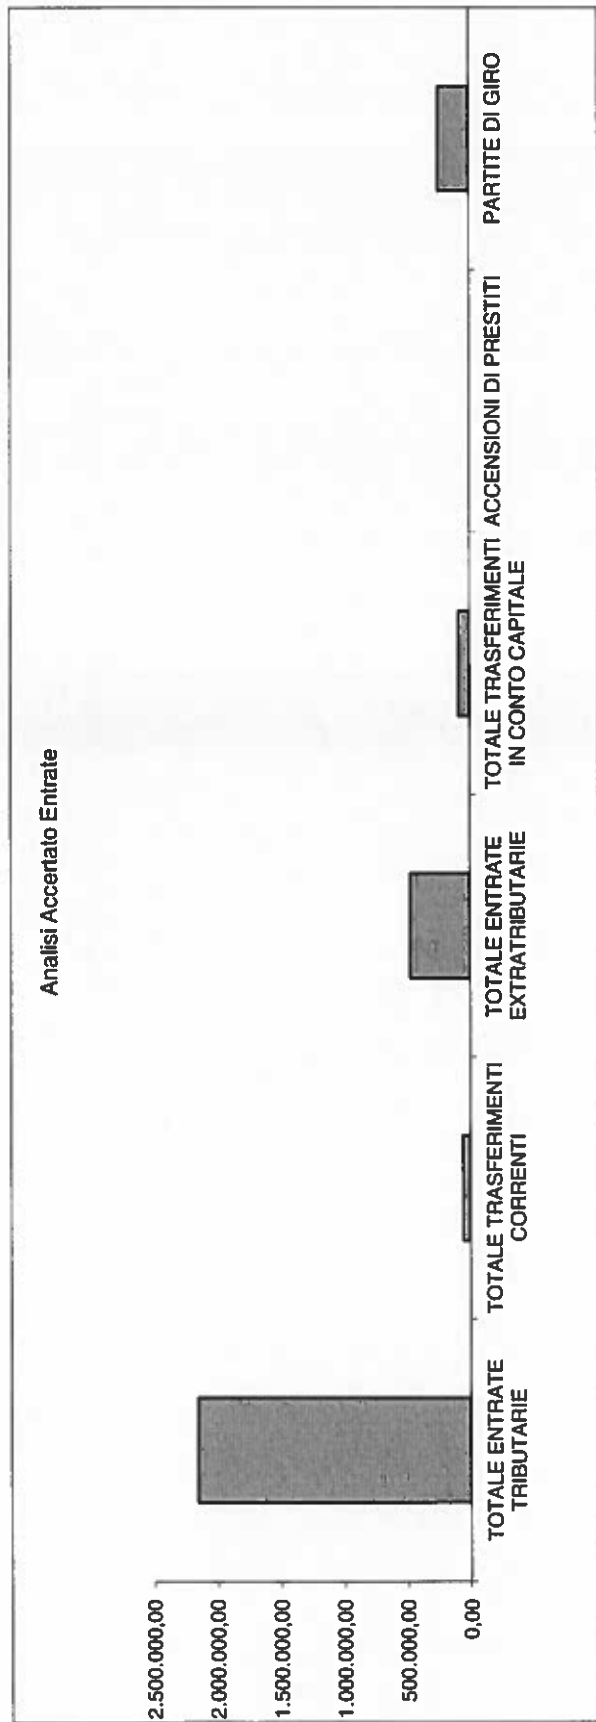 Analisi Accertato Entrate
2.500.000,00
2.000.000,00
1.500.000,00
1.000.000,00
500.000,00
0,00
TOTALE ENTRATE
TRIBUTARIE
TOTALE TRASFERIMENTI
CORRENTI
TOTALE ENTRATE
EXTRATRIBUTARIE
TOTALE TRASFERIMENTI
IN CONTO CAPITALE
ACCENSIONI DI PRESTITI
PARTITE DI GIRO